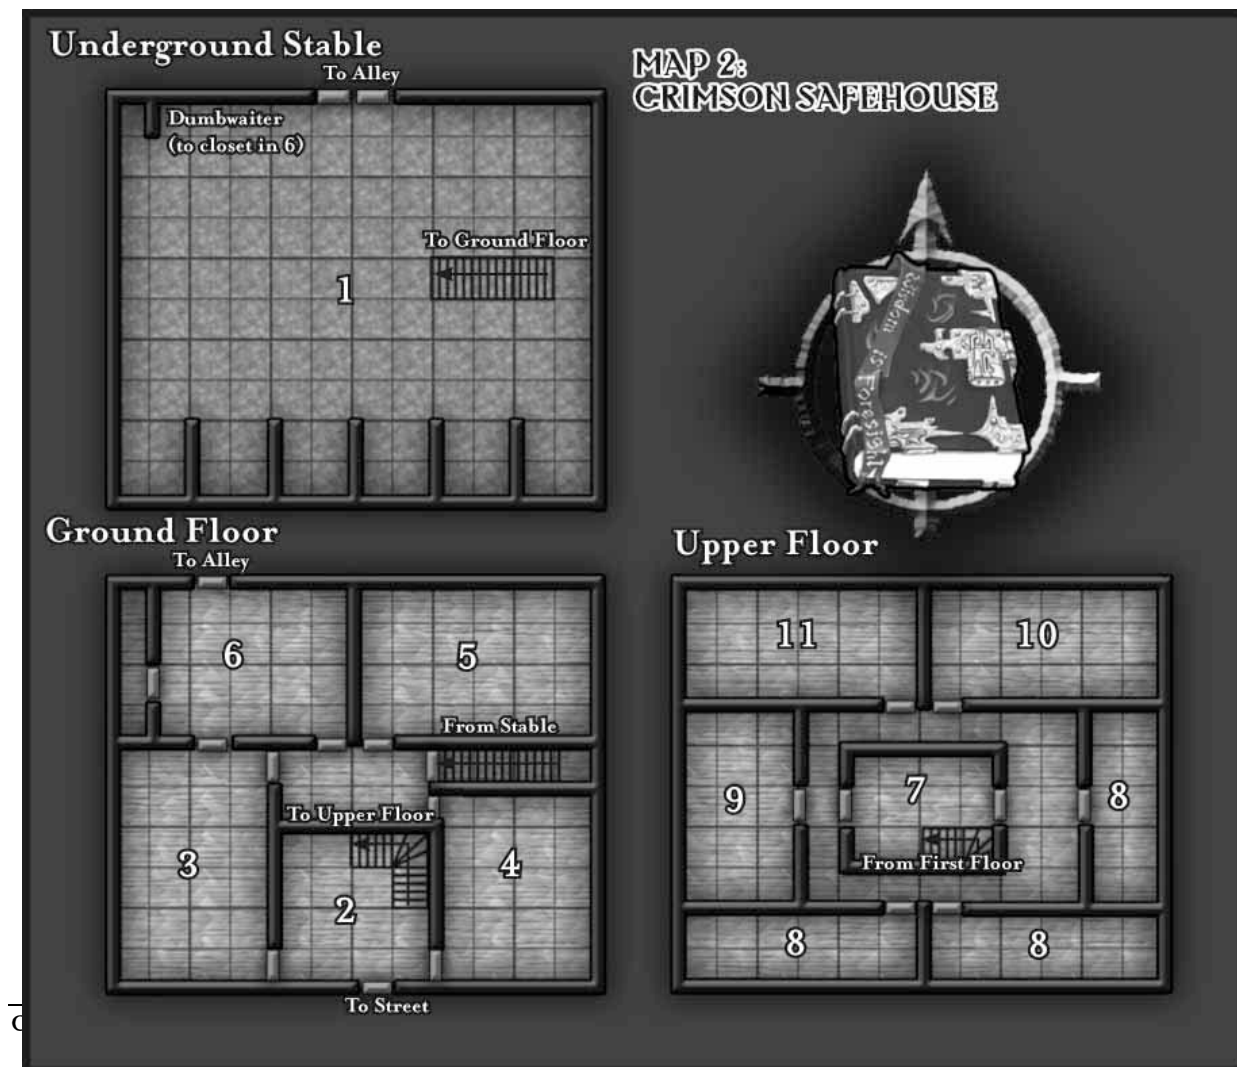 Underground Stable
To Alley
MAP 2:
CRIMSON SAFEHOUSE
Dumbwaiter
(to closet in 6)
To Ground Floor
1
Wisdom
is Foresight
Ground Floor
To Alley
Upper Floor
6
5
11
10
From Stable
To Upper Floor
3
4
2
9
7
8
From First Floor
8
8
To Street